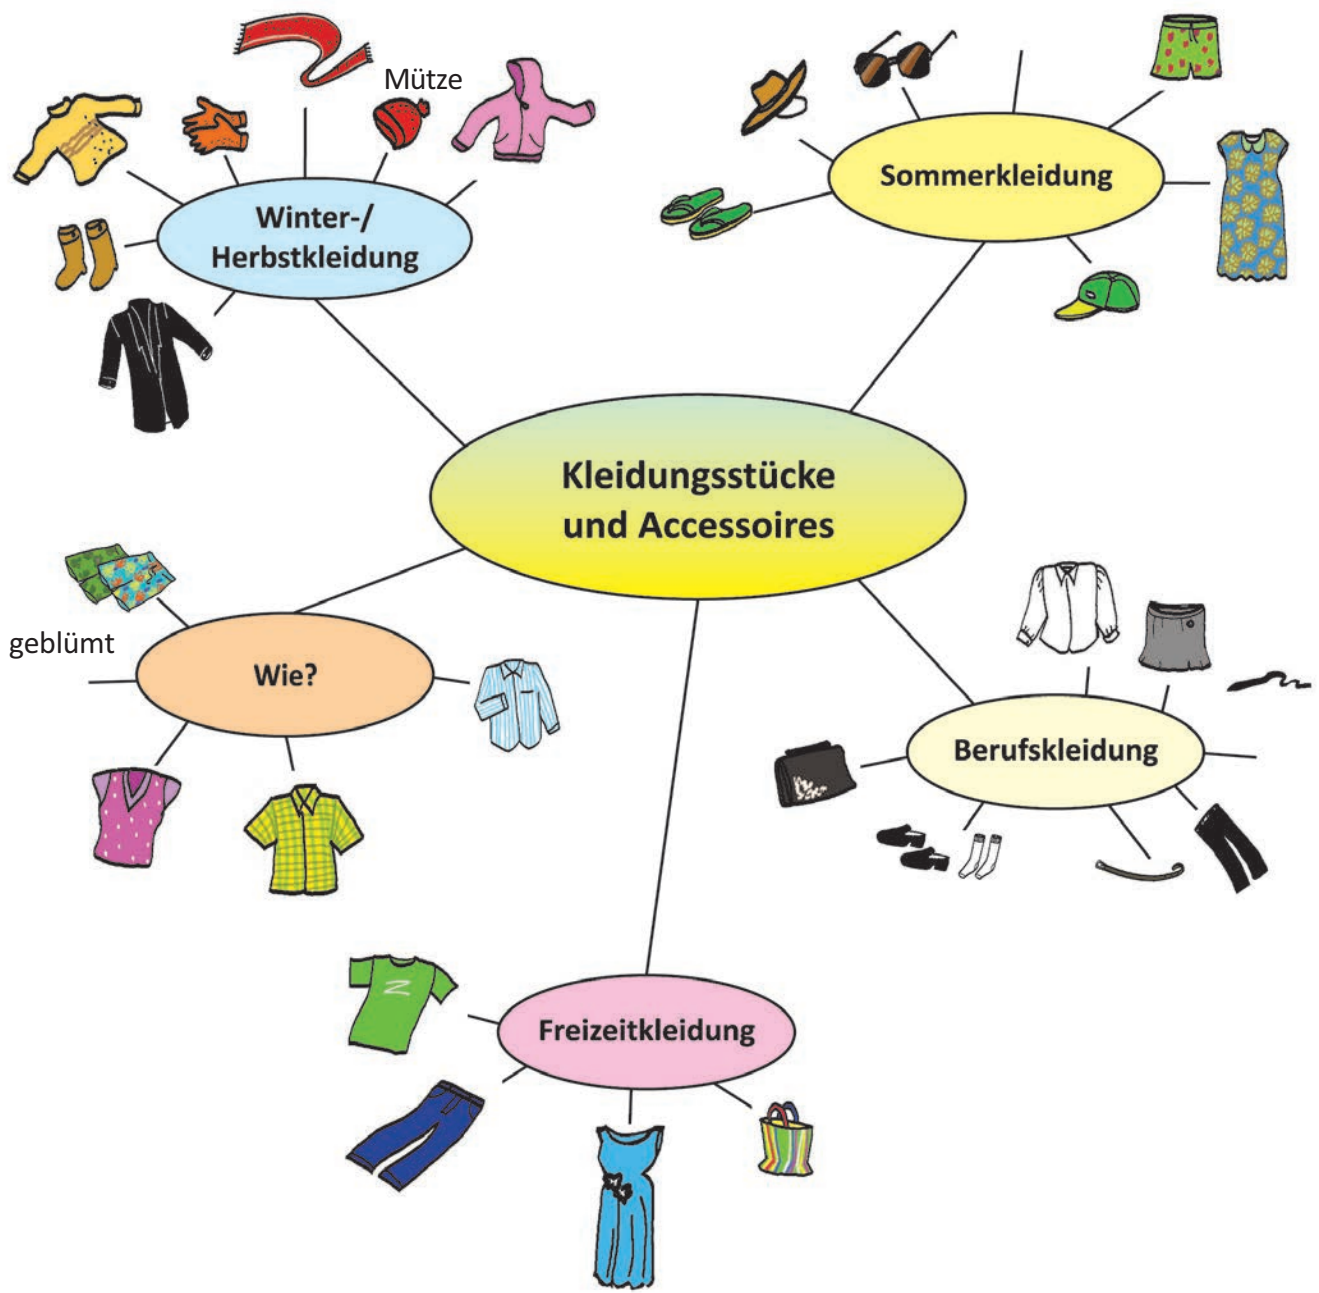 Mütze
Winter-/
Herbstkleidung
Sommerkleidung
Kleidungsstücke
und Accessoires
geblümt
Wie?
Berufskleidung
Freizeitkleidung